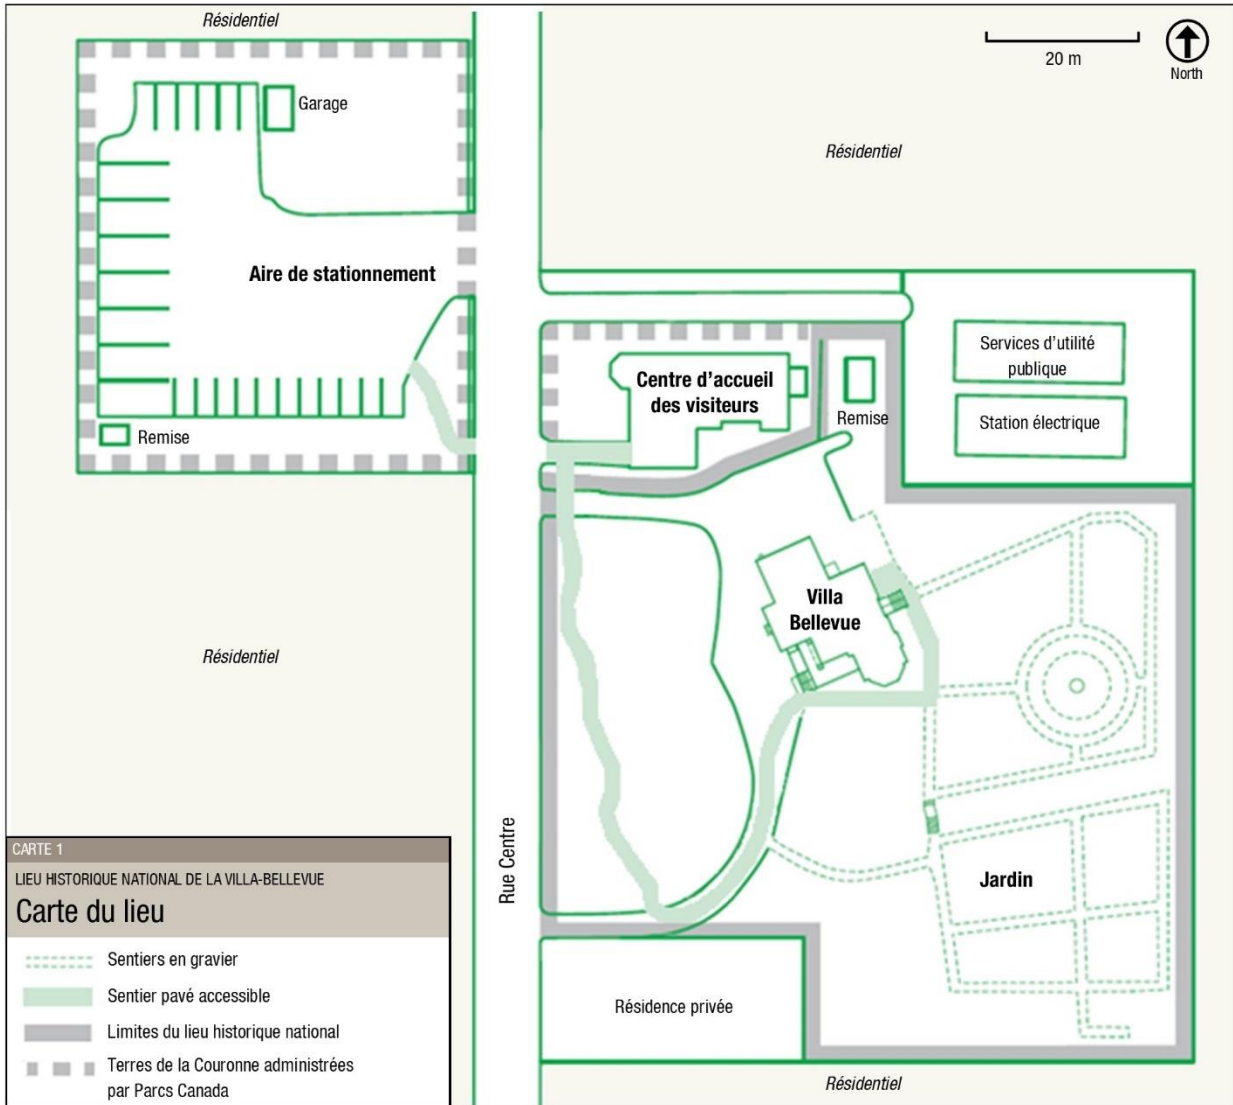 Résidentiel
20 m
North
Garage
Résidentiel
Aire de stationnement
Services d'utilité
publique
Centre d'accueil
des visiteurs
Remise
Station électrique
Remise
Villa
Bellevue
Résidentiel
Rue Centre
Jardin
CARTE 1
LIEU HISTORIQUE NATIONAL DE LA VILLA-BELLEVUE
Carte du lieu
Sentiers en gravier
Sentier pavé accessible
Limites du lieu historique national
Terres de la Couronne administrées
par Parcs Canada
Résidence privée
Résidentiel